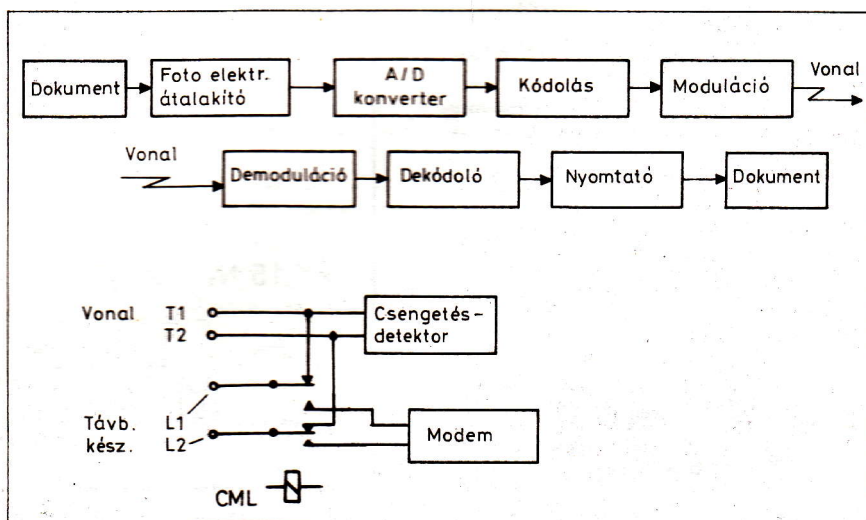 Dokument
Foto elektr.
átalakító
A/D
konverter
Kódolás
Moduláció
Vonal
Vonal
Demoduláció
Dekódoló
Nyomtató
Dokument
Vonal T1
T2
Csengetés-
detektor
Távb. L1
kész. L2
Modem
CML